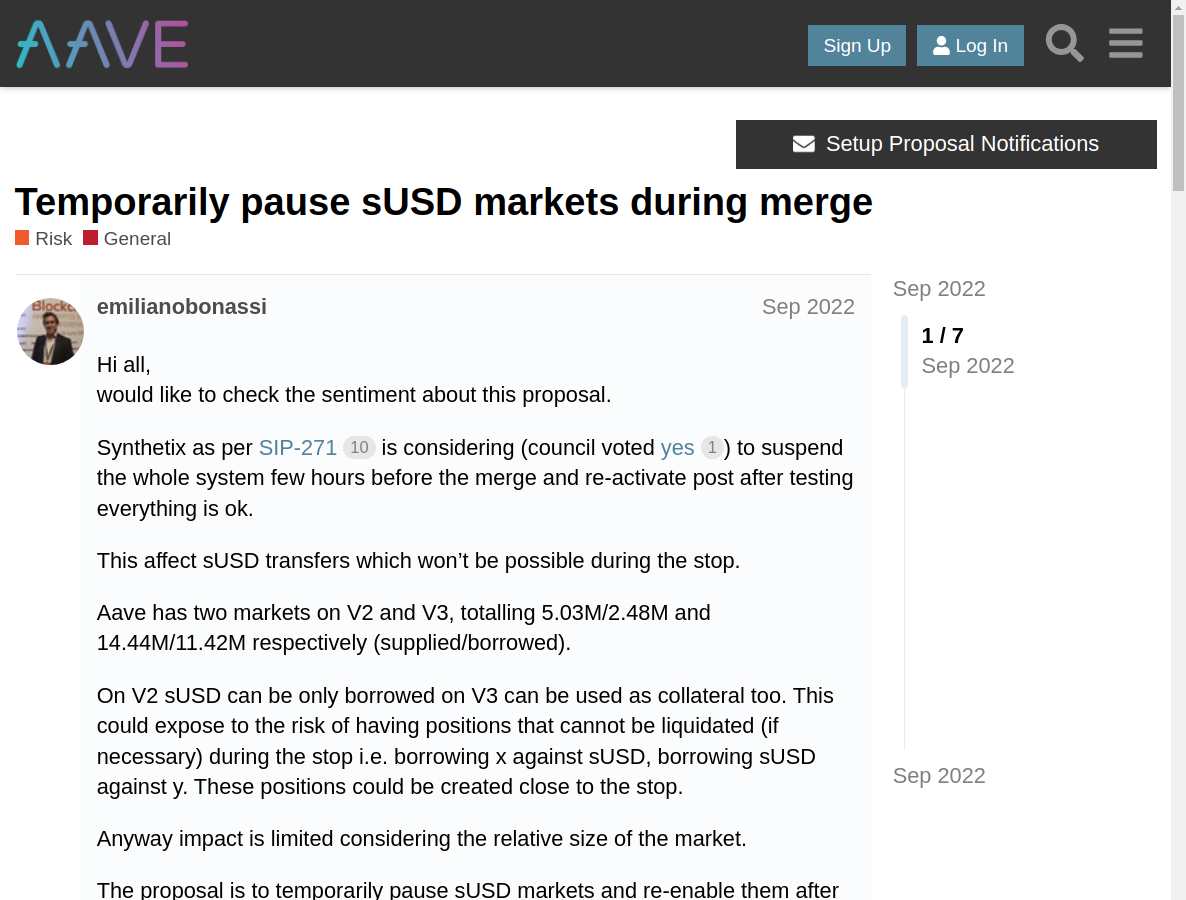 AAVE
Sign Up
Log In
Setup Proposal Notifications
Temporarily pause sUSD markets during merge
Risk General
emilianobonassi Sep 2022
Hi all,
would like to check the sentiment about this proposal.
Synthetix as per SIP-271 10 is considering (council voted yes 1) to suspend
the whole system few hours before the merge and re-activate post after testing
everything is ok.
This affect sUSD transfers which won’t be possible during the stop.
Aave has two markets on V2 and V3, totalling 5.03M/2.48M and
14.44M/11.42M respectively (supplied/borrowed).
On V2 sUSD can be only borrowed on V3 can be used as collateral too. This
could expose to the risk of having positions that cannot be liquidated (if
necessary) during the stop i.e. borrowing x against sUSD, borrowing sUSD
against y. These positions could be created close to the stop.
Anyway impact is limited considering the relative size of the market.
The proposal is to temporarily pause sUSD markets and re-enable them after
Sep 2022
1 / 7
Sep 2022
Sep 2022